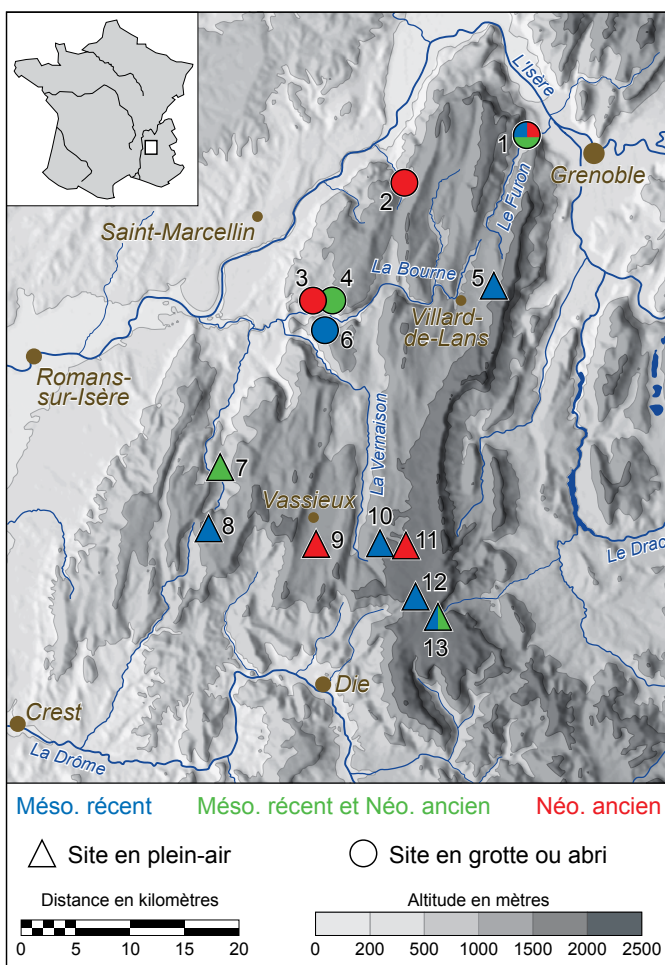 L'Isère
1
Grenoble
2
Le Furon
Saint-Marcellin
3
4
La Bourne
5
Villard-
de-Lans
6
Romans-
sur-Isère
La Vernaison
7
Vassieux
8
9
10
11
Le Drac
12
13
Die
Crest
La Drôme
Méso. récent Méso. récent et Néo. ancien Néo. ancien
Site en plein-air Site en grotte ou abri
Distance en kilomètres Altitude en mètres
0 5 10 15 20 0 200 500 1000 1500 2000 2500